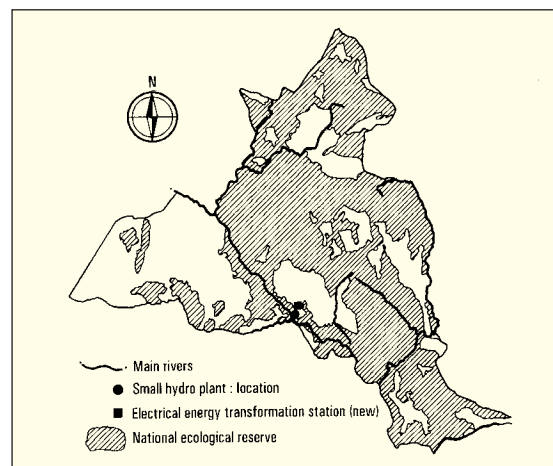 N
Main rivers
Small hydro plant : location
Electrical energy transformation station (new)
National ecological reserve